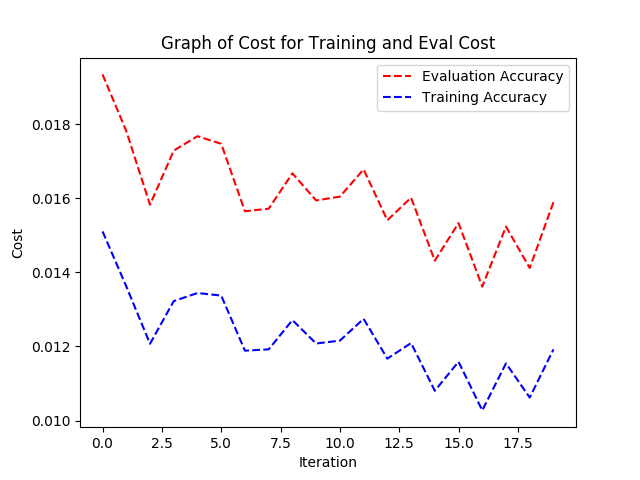 Graph of Cost for Training and Eval Cost
Evaluation Accuracy
Training Accuracy
0.018
0.016
0.014
0.012
0.010
Cost
0.0 2.5 5.0 7.5 10.0 12.5 15.0 17.5
Iteration